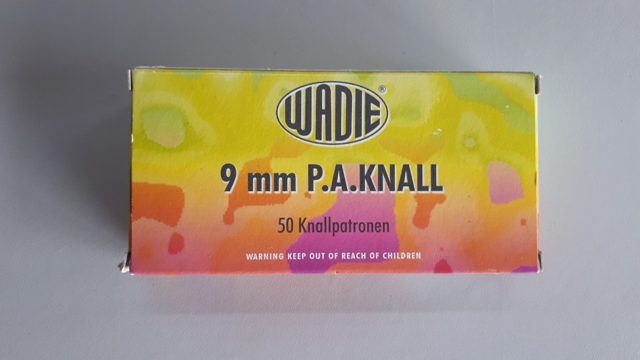 WADIE®
9 mm P.A.KNALL
50 Knallpatronen
WARNING KEEP OUT OF REACH OF CHILDREN